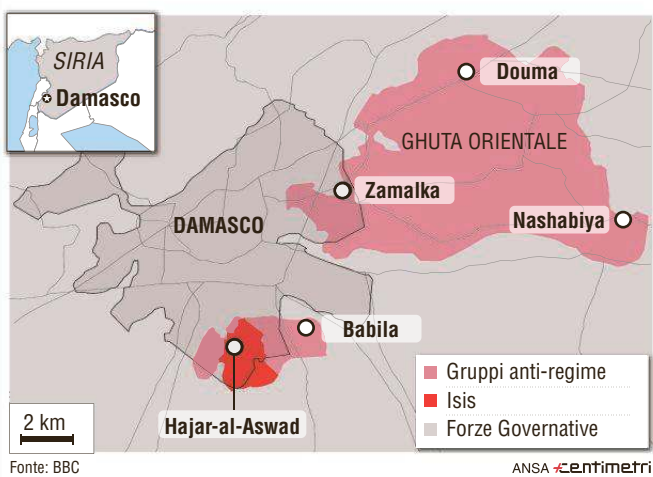 SIRIA
Damasco
Douma
GHUTA ORIENTALE
Zamalka
DAMASCO
Nashabiya
Babila
Hajar-al-Aswad
Gruppi anti-regime
Isis
Forze Governative
2 km
Fonte: BBC
ANSA centimetri